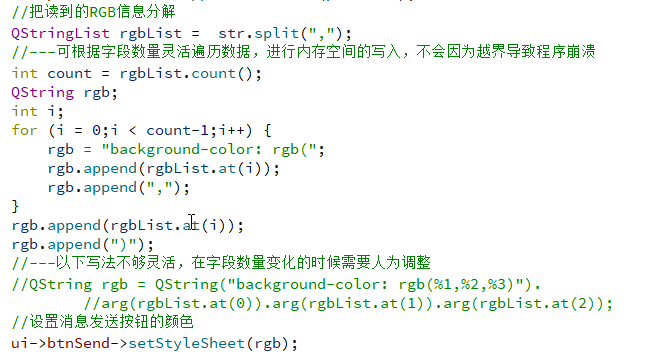 //把读到的RGB信息分解
QStringList rgbList =  str.split(",");
//---可根据字段数量灵活遍历数据，进行内存空间的写入，不会因为越界导致程序崩溃
int count = rgbList.count();
QString rgb;
int i;
for (i = 0;i < count-1;i++) {
    rgb = "background-color: rgb(";
    rgb.append(rgbList.at(i));
    rgb.append(",");
}
rgb.append(rgbList.at(i));
rgb.append(")");
//---以下写法不够灵活，在字段数量变化的时候需要人为调整
//QString rgb = QString("background-color: rgb(%1,%2,%3)").
        //arg(rgbList.at(0)).arg(rgbList.at(1)).arg(rgbList.at(2));
//设置消息发送按钮的颜色
ui->btnSend->setStyleSheet(rgb);